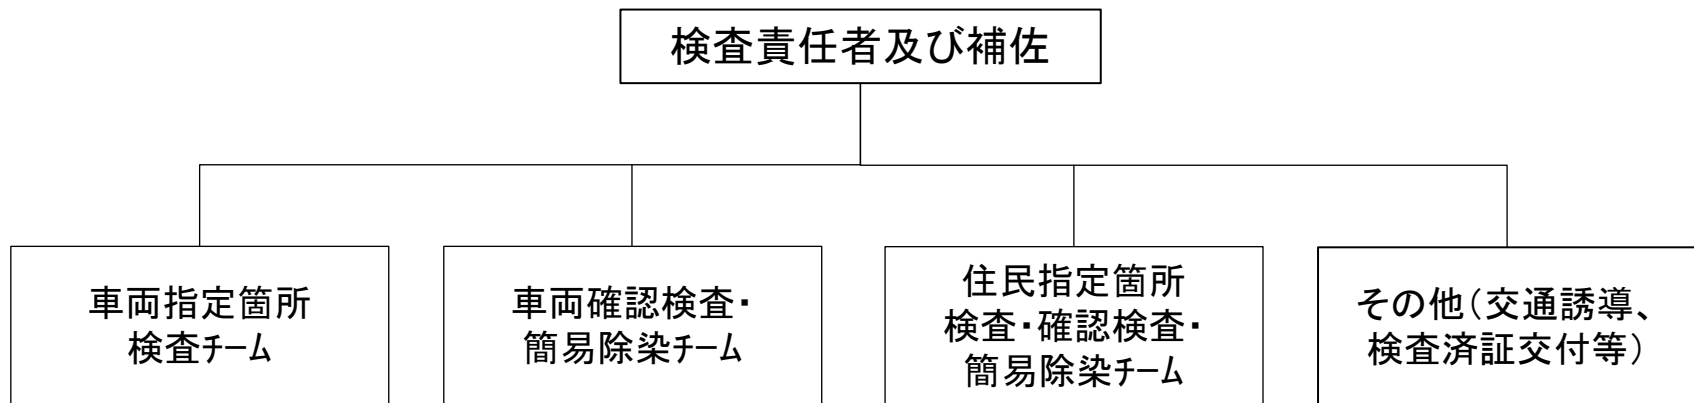 検査責任者及び補佐
車両指定箇所
検査チーム
車両確認検査・
簡易除染チーム
住民指定箇所
検査・確認検査・
簡易除染チーム
その他（交通誘導、
検査済証交付等）